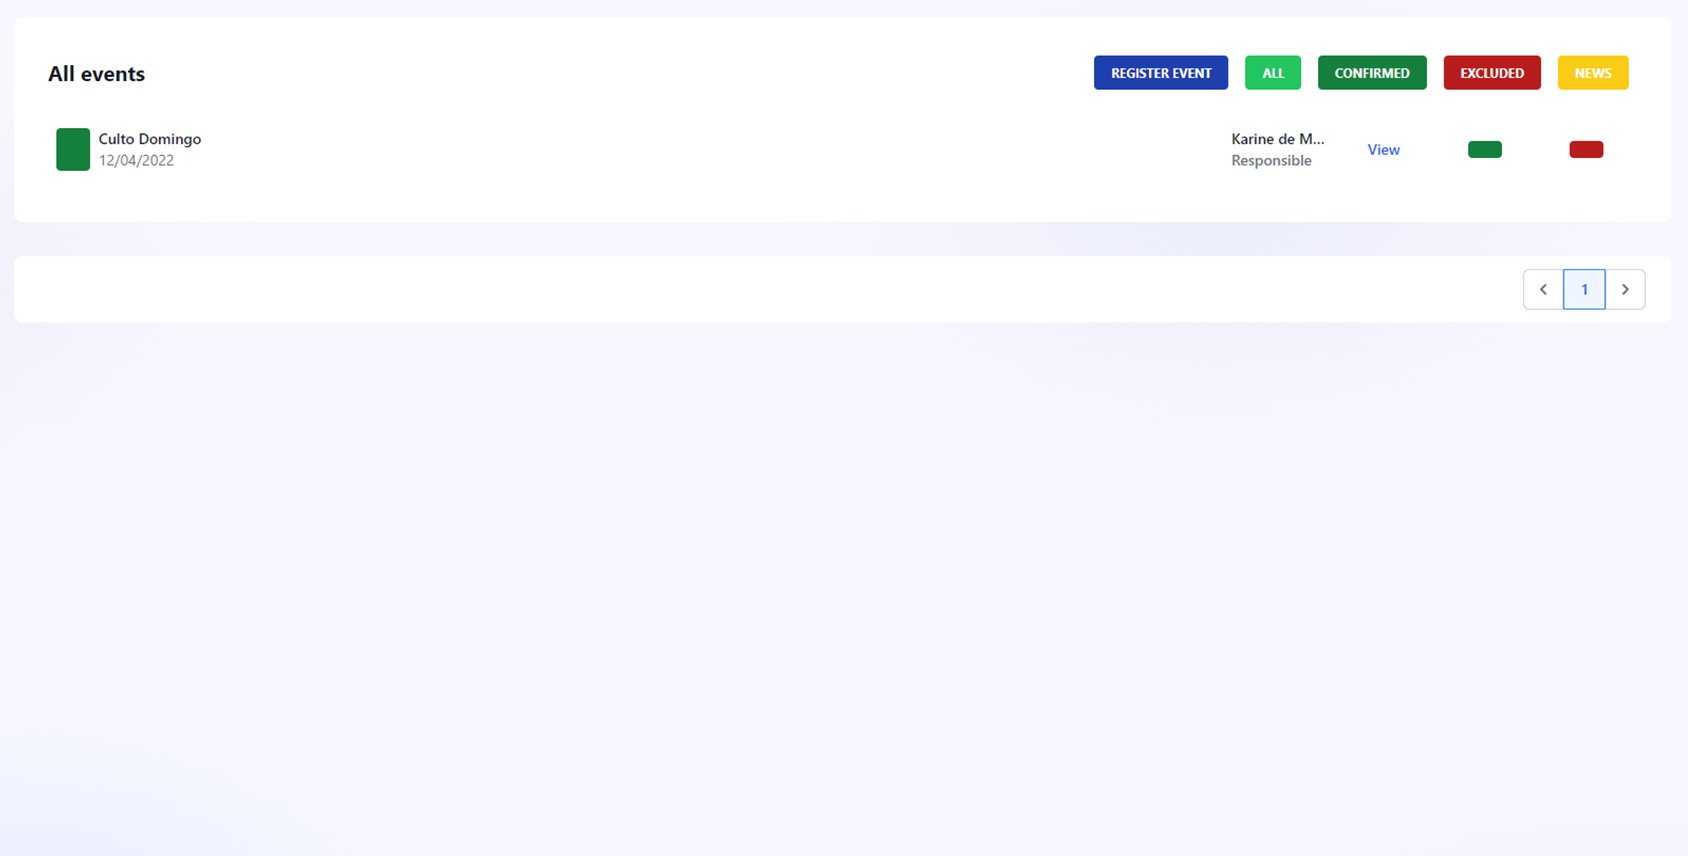 All events
REGISTER EVENT
ALL
CONFIRMED
EXCLUDED
NEWS
Culto Domingo
12/04/2022
Karine de M...
Responsible
View
1